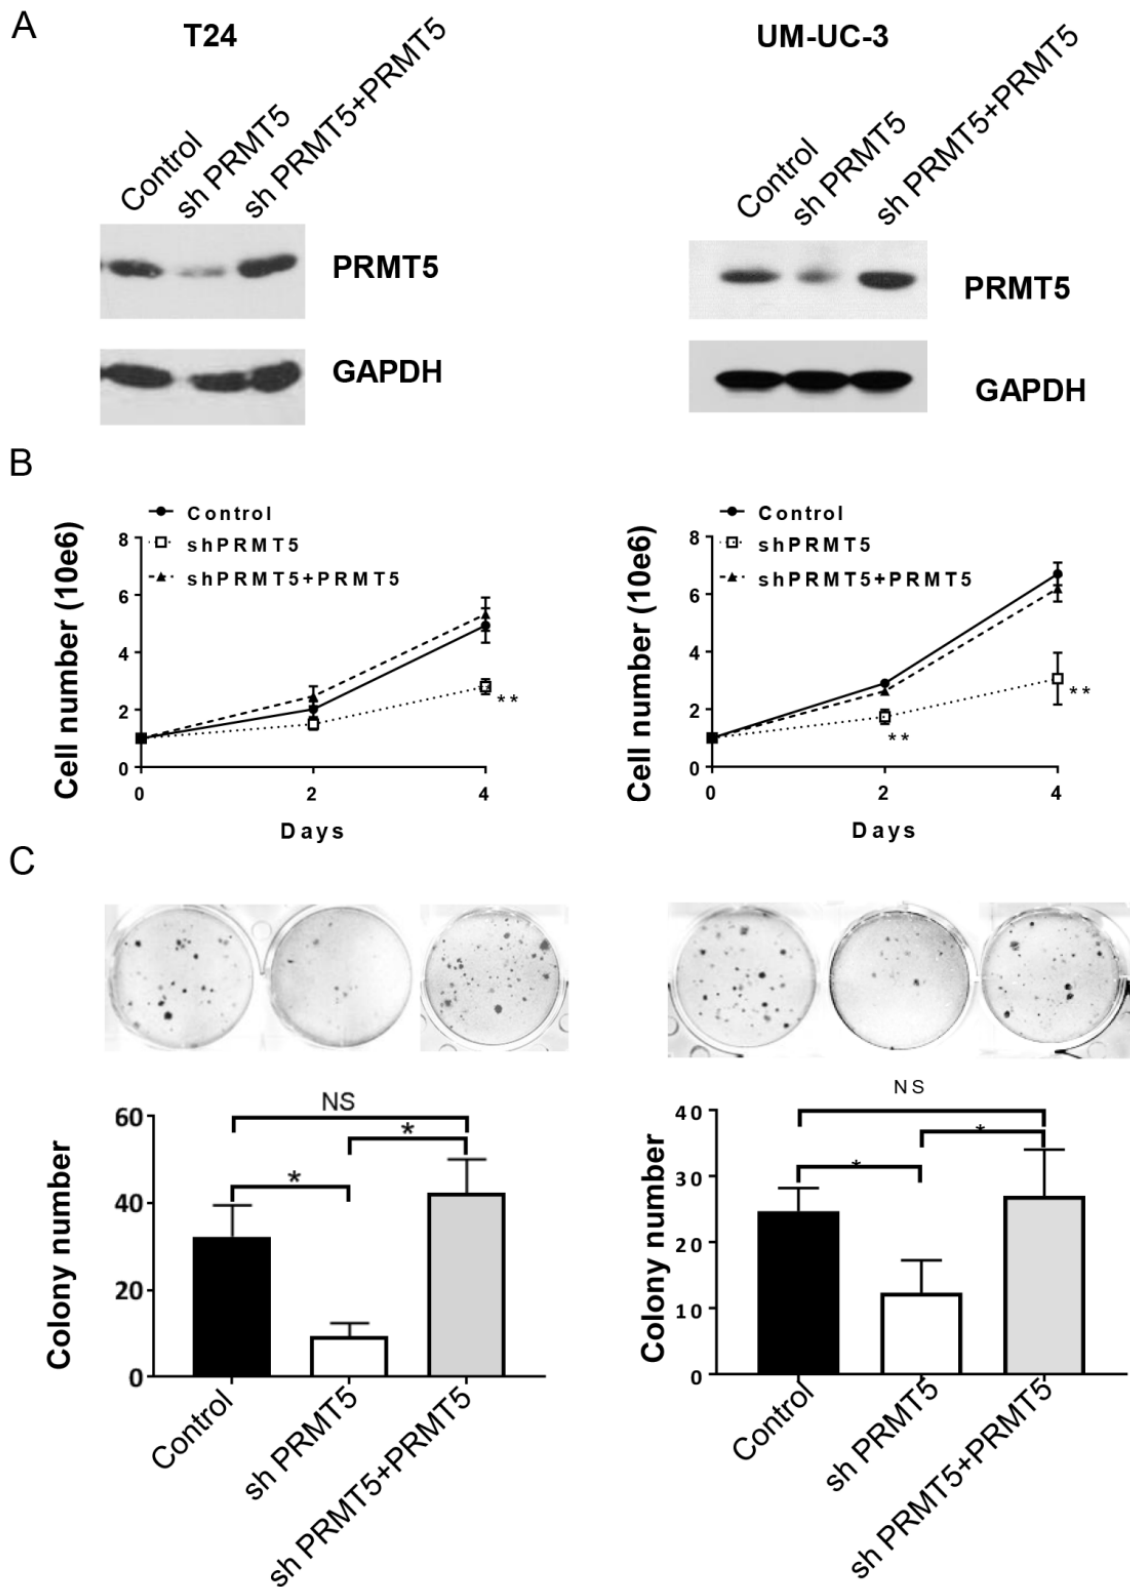 A
T24
UM-UC-3
Control
sh PRMT5
sh PRMT5+PRMT5
Control
sh PRMT5
sh PRMT5+PRMT5
PRMT5
PRMT5
GAPDH
GAPDH
B
Control
shPRMT5
shPRMT5+PRMT5
Cell number (10e6)
8
6
4
2
0
**
0
2
4
Days
Control
shPRMT5
shPRMT5+PRMT5
Cell number (10e6)
8
6
4
2
0
**
**
0
2
4
Days
C
NS
*
*
Colony number
60
40
20
0
Control
sh PRMT5
sh PRMT5+PRMT5
NS
*
*
Colony number
40
30
20
10
0
Control
sh PRMT5
sh PRMT5+PRMT5